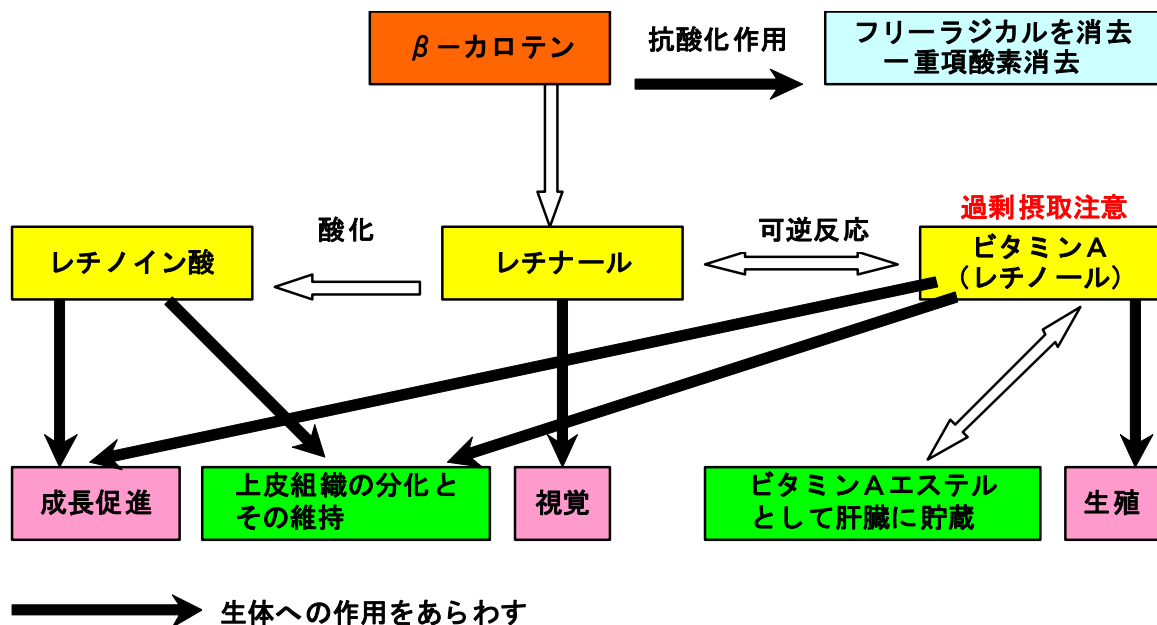 β－カロテン
抗酸化作用
フリーラジカルを消去
一重項酸素消去
過剰摂取注意
レチノイン酸
酸化
レチナール
可逆反応
ビタミンＡ
（レチノール）
成長促進
上皮組織の分化と
その維持
視覚
ビタミンＡエステル
として肝臓に貯蔵
生殖
生体への作用をあらわす